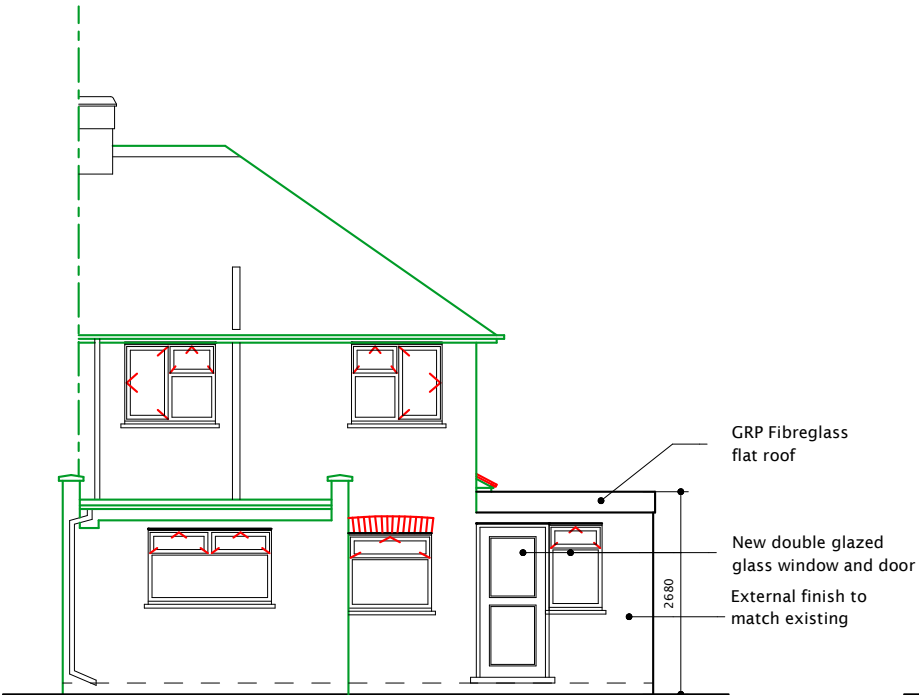 GRP Fibreglass
flat roof
New double glazed
glass window and door
2680
External finish to
match existing